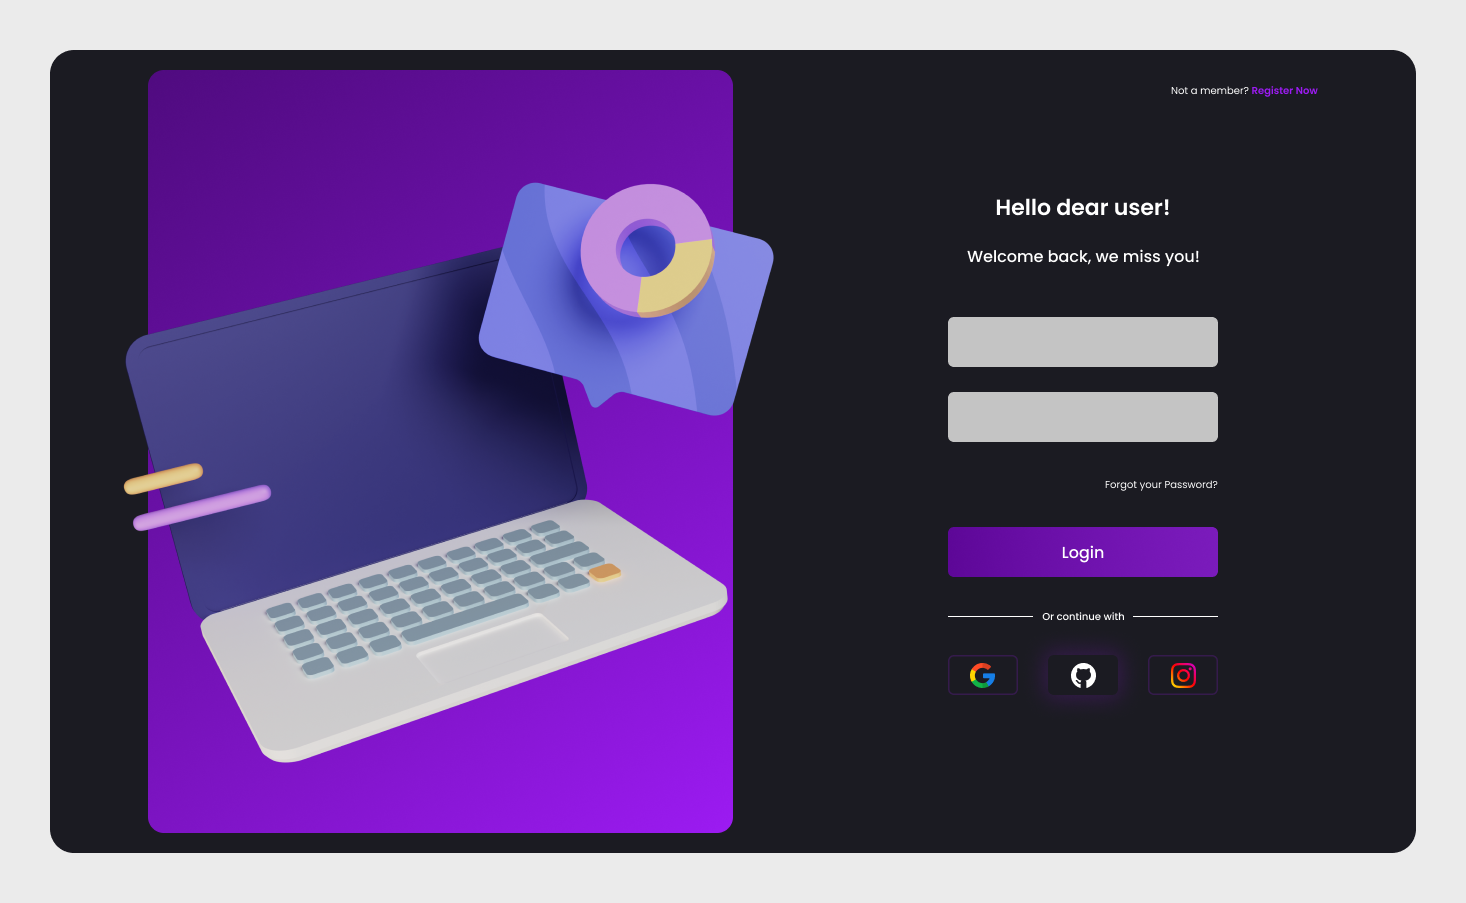 Not a member? Register Now
Hello dear user!
Welcome back, we miss you!
Forgot your Password?
Login
Or continue with